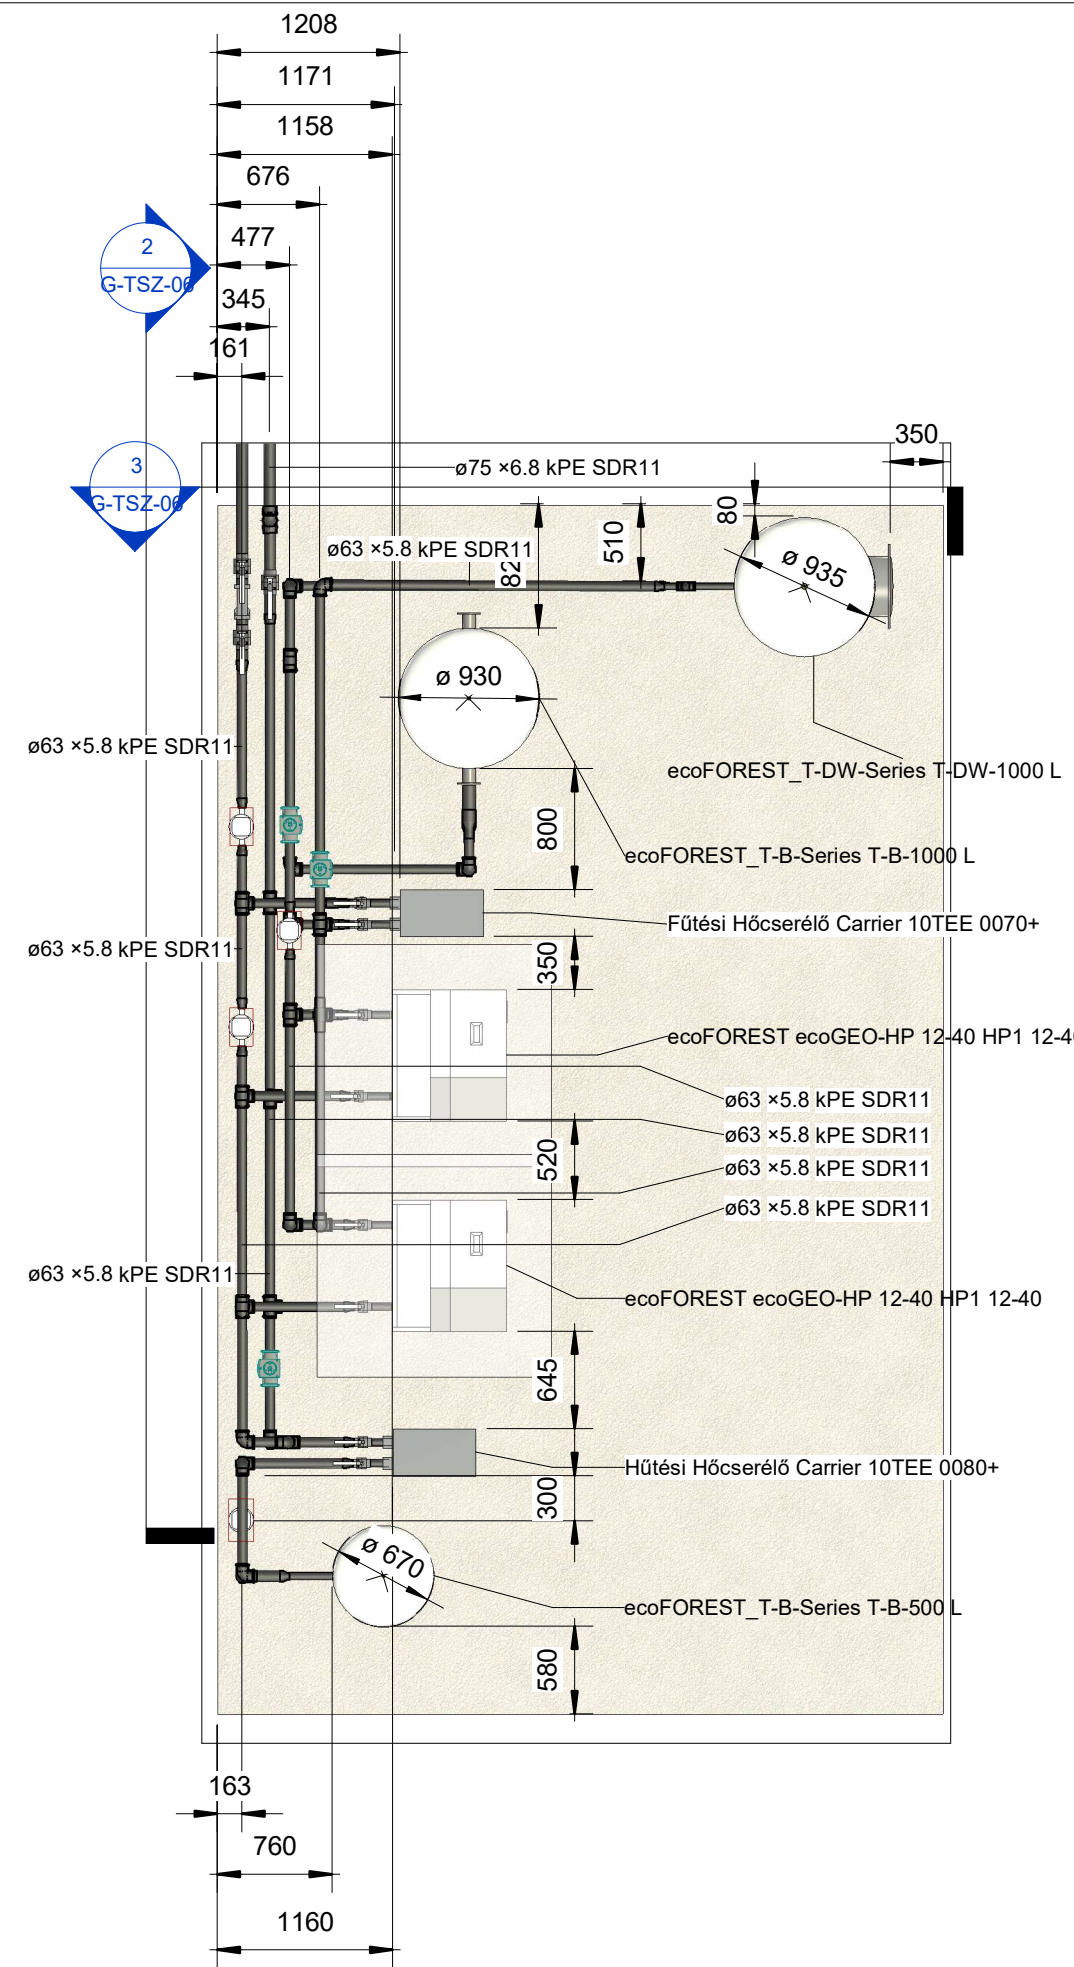 1208
1171
1158
676
477
2
G-TSZ-06
345
161
3
G-TSZ-06
350
ø75 ×6.8 kPE SDR11
80
510
ø63 ×5.8 kPE SDR11
ø 935
ø 930
ø63 ×5.8 kPE SDR11
ecoFOREST_T-DW-Series T-DW-1000 L
800
ecoFOREST_T-B-Series T-B-1000 L
Fűtési Hőcserélő Carrier 10TEE 0070+
ø63 ×5.8 kPE SDR11
350
ecoFOREST ecoGEO-HP 12-40 HP1 12-40
ø63 ×5.8 kPE SDR11
ø63 ×5.8 kPE SDR11
520
ø63 ×5.8 kPE SDR11
ø63 ×5.8 kPE SDR11
ø63 ×5.8 kPE SDR11
ecoFOREST ecoGEO-HP 12-40 HP1 12-40
645
Hűtési Hőcserélő Carrier 10TEE 0080+
300
ø 670
ecoFOREST_T-B-Series T-B-500 L
580
163
760
1160